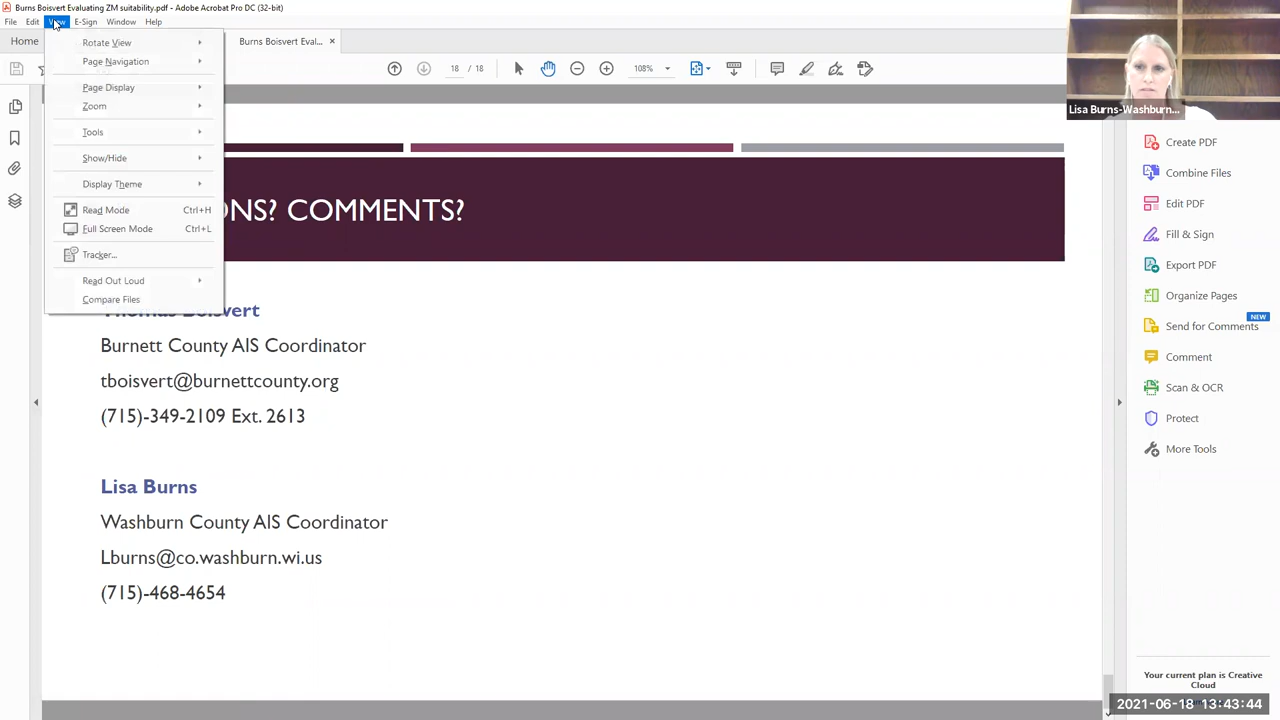 Burns Boisvert Evaluating ZM suitability.pdf - Adobe Acrobat Pro DC (32-bit)
File Edit View E-Sign Window Help
Home
Burns Boisvert Eval... ×
18 / 18
108%
Rotate View
Page Navigation
Page Display
Zoom
Tools
Show/Hide
Display Theme
Read Mode Ctrl+H
Full Screen Mode Ctrl+L
Tracker...
Read Out Loud
Compare Files
ONS? COMMENTS?
Thomas Boisvert
Burnett County AIS Coordinator
tboisvert@burnettcounty.org
(715)-349-2109 Ext. 2613
Lisa Burns
Washburn County AIS Coordinator
Lburns@co.washburn.wi.us
(715)-468-4654
Lisa Burns-Washburn...
Create PDF
Combine Files
Edit PDF
Fill & Sign
Export PDF
Organize Pages
NEW
Send for Comments
Comment
Scan & OCR
Protect
More Tools
Your current plan is Creative
Cloud
2021-06-18 13:43:44